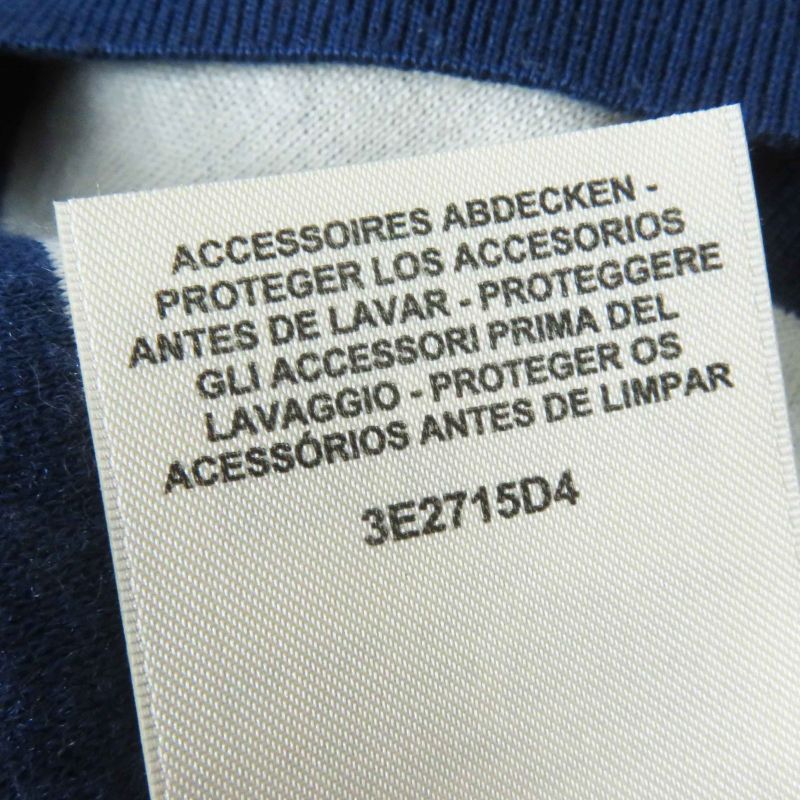 ACCESSOIRES ABDECKEN -
PROTEGER LOS ACCESORIOS
ANTES DE LAVAR - PROTEGGERE
GLI ACCESSORI PRIMA DEL
LAVAGGIO - PROTEGER OS
ACESSÓRIOS ANTES DE LIMPAR
3E2715D4